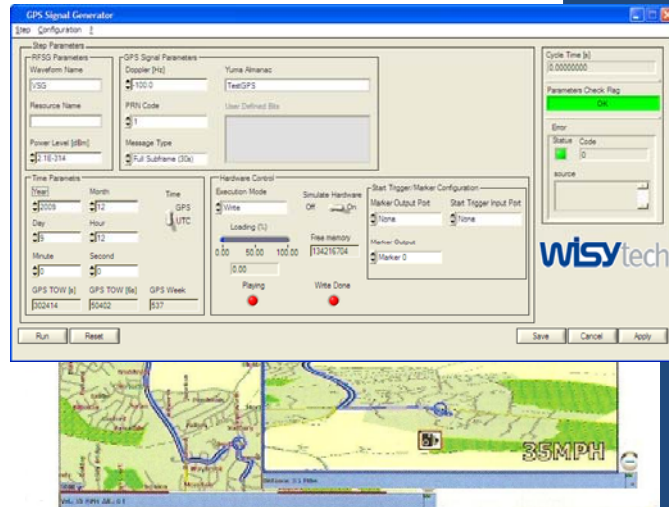 GPS Signal Generator
Step Configuration ?
Step Parameters
RFSG Parameters
Waveform Name
VSG
Resource Name
Power Level [dBm]
2.1E-314
GPS Signal Parameters
Doppler [Hz]
-100.0
PRN Code
1
Message Type
Full Subframe (30s)
Yuma Almanac
TestGPS
User Defined Bits
Time Parameters
Year
2009
Month
12
Day
5
Hour
12
Minute
0
Second
0
Time
GPS
UTC
GPS TOW [s]
302414
GPS TOW [6s]
50402
GPS Week
537
Hardware Control
Execution Mode
Write
Simulate Hardware
Off On
Loading (%)
0.00 50.00 100.00
0.00
Free memory
134216704
Playing
Write Done
Start Trigger/Marker Configuration
Marker Output Port
None
Start Trigger Input Port
None
Marker Output
Marker 0
Cycle Time [s]
0.00000000
Parameters Check Flag
OK
Error
Status Code
0
source
wisytech
Run Reset
Save Cancel Apply
35MPH